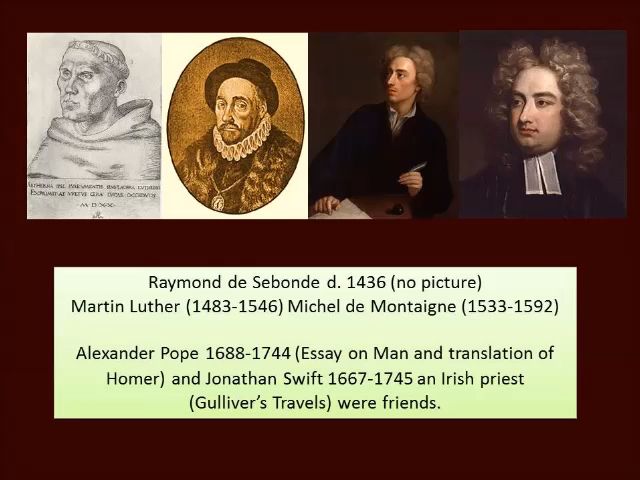 M D X X
Raymond de Sebonde d. 1436 (no picture)
Martin Luther (1483-1546) Michel de Montaigne (1533-1592)
Alexander Pope 1688-1744 (Essay on Man and translation of
Homer) and Jonathan Swift 1667-1745 an Irish priest
(Gulliver's Travels) were friends.